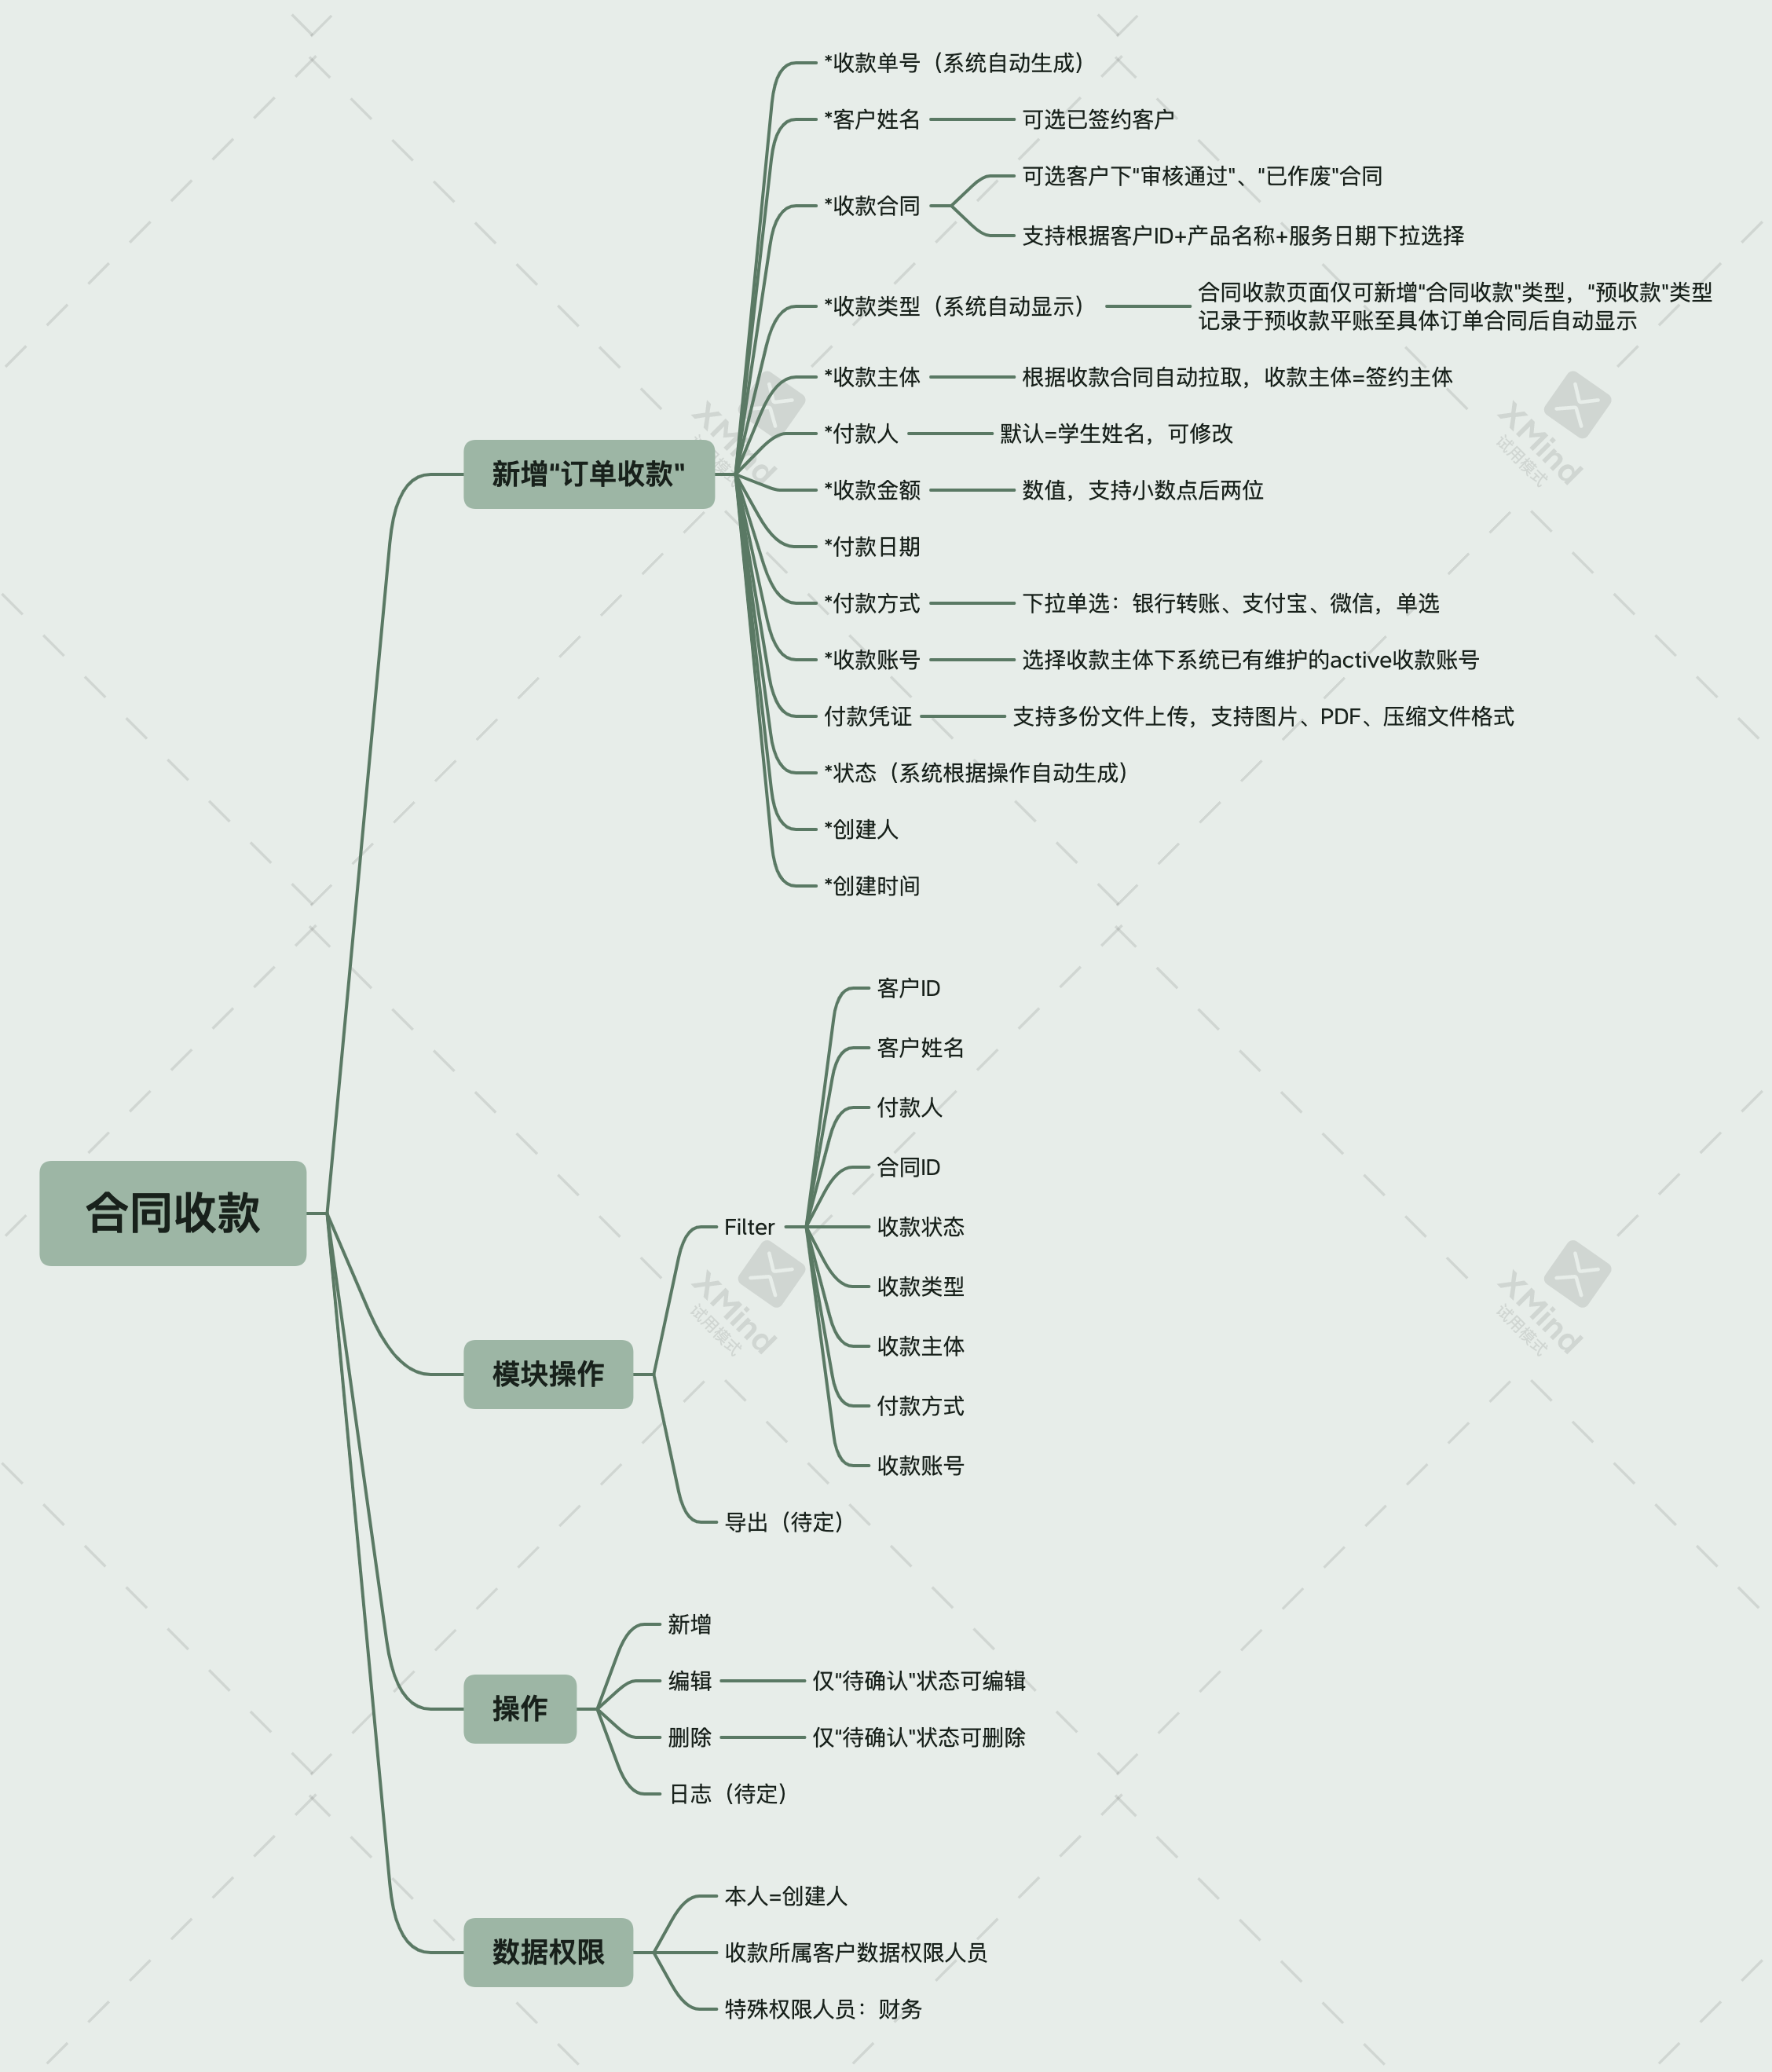 *收款单号（系统自动生成）
*客户姓名
可选已签约客户
*收款合同
可选客户下"审核通过"、"已作废"合同
支持根据客户ID+产品名称+服务日期下拉选择
*收款类型（系统自动显示）
合同收款页面仅可新增"合同收款"类型，"预收款"类型
记录于预收款平账至具体订单合同后自动显示
*收款主体
根据收款合同自动拉取，收款主体=签约主体
*付款人
默认=学生姓名，可修改
新增"订单收款"
*收款金额
数值，支持小数点后两位
*付款日期
*付款方式
下拉单选：银行转账、支付宝、微信，单选
*收款账号
选择收款主体下系统已有维护的active收款账号
付款凭证
支持多份文件上传，支持图片、PDF、压缩文件格式
*状态（系统根据操作自动生成）
*创建人
*创建时间
合同收款
模块操作
Filter
客户ID
客户姓名
付款人
合同ID
收款状态
收款类型
收款主体
付款方式
收款账号
导出（待定）
操作
新增
编辑
仅"待确认"状态可编辑
删除
仅"待确认"状态可删除
日志（待定）
数据权限
本人=创建人
收款所属客户数据权限人员
特殊权限人员：财务
XMind
试用模式
XMind
试用模式
XMind
试用模式
XMind
试用模式